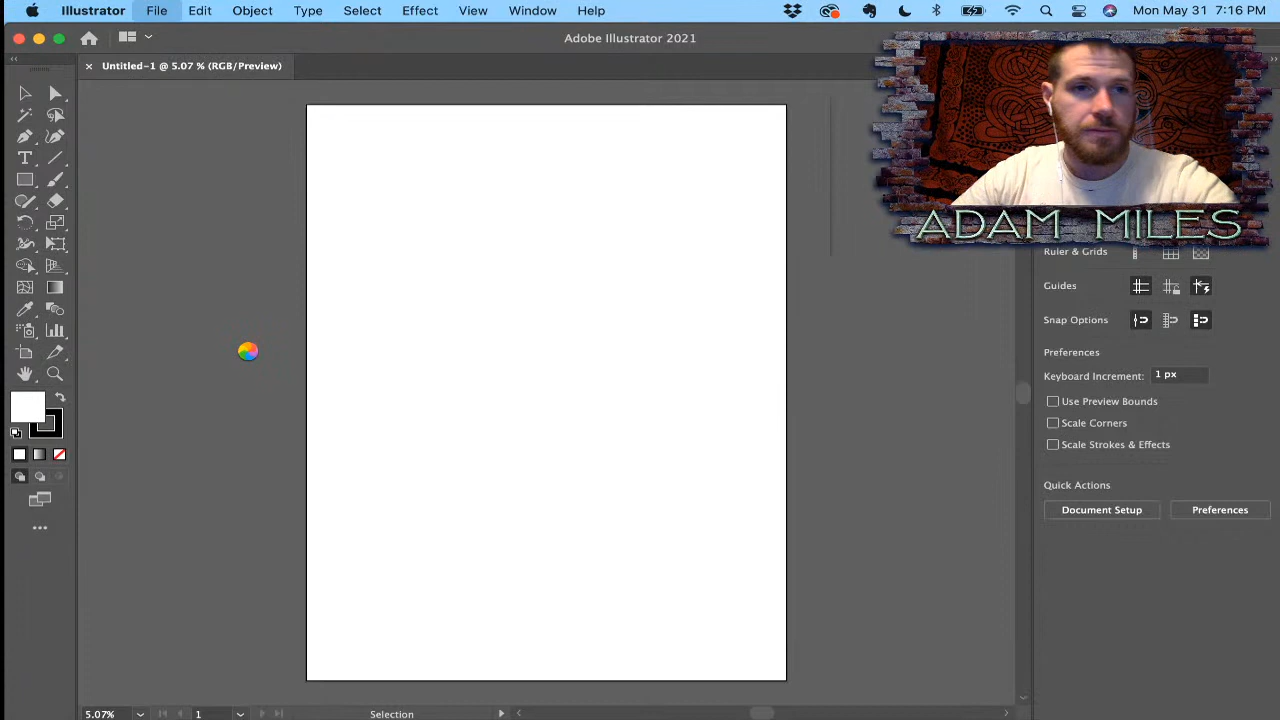 Illustrator File Edit Object Type Select Effect View Window Help Mon May 31 7:16 PM
Adobe Illustrator 2021
Untitled-1 @ 5.07 % (RGB/Preview)
ADAM MILES
Ruler & Grids
Guides
Snap Options
Preferences
Keyboard Increment: 1 px
Use Preview Bounds
Scale Corners
Scale Strokes & Effects
Quick Actions
Document Setup Preferences
5.07% 1 Selection